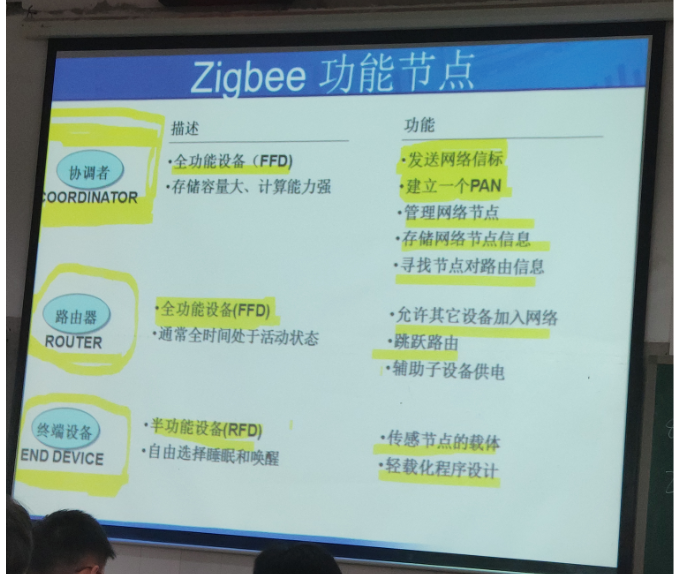 Zigbee 功能节点
描述
功能
协调者
COORDINATOR
·全功能设备（FFD)
·存储容量大、计算能力强
·发送网络信标
·建立一个PAN
·管理网络节点
·存储网络节点信息
·寻找节点对路由信息
路由器
ROUTER
·全功能设备(FFD)
·通常全时间处于活动状态
·允许其它设备加入网络
·跳跃路由
·辅助子设备供电
终端设备
END DEVICE
·半功能设备(RFD)
·自由选择睡眠和唤醒
·传感节点的载体
·轻载化程序设计